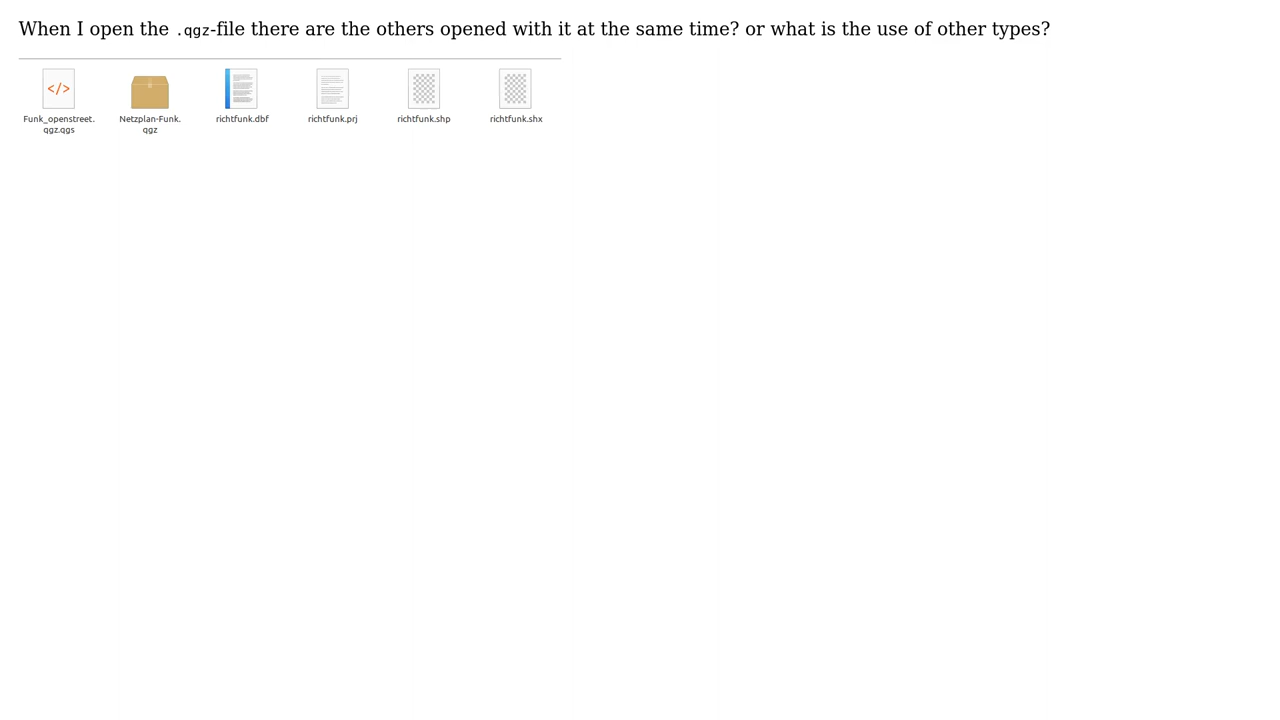 When I open the .qgz-file there are the others opened with it at the same time? or what is the use of other types?
</>
Funk_openstreet.
qgz.qgs
Netzplan-Funk.
qgz
richtfunk.dbf
richtfunk.prj
richtfunk.shp
richtfunk.shx